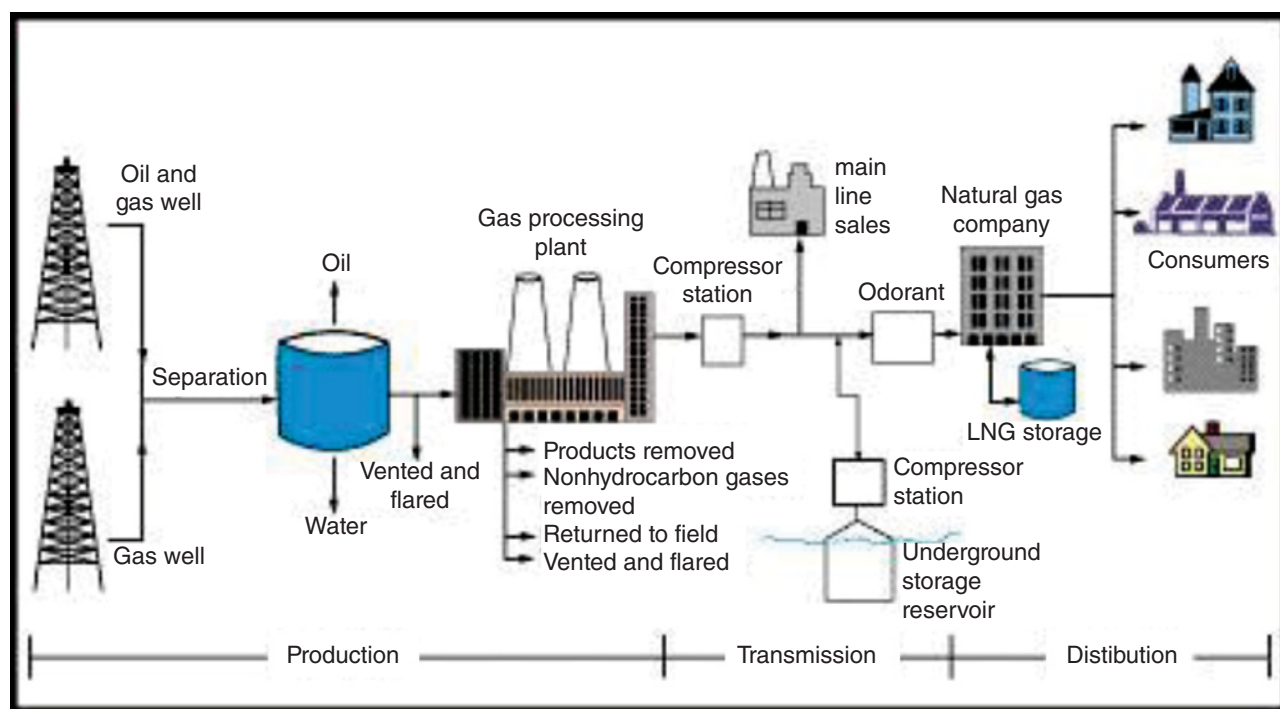 Oil and
gas well
Gas well
Separation
Oil
Water
Vented and
flared
Gas processing
plant
Products removed
Nonhydrocarbon gases
removed
Returned to field
Vented and flared
Compressor
station
main
line
sales
Odorant
Compressor
station
Underground
storage
reservoir
Natural gas
company
LNG storage
Consumers
Production
Transmission
Distibution